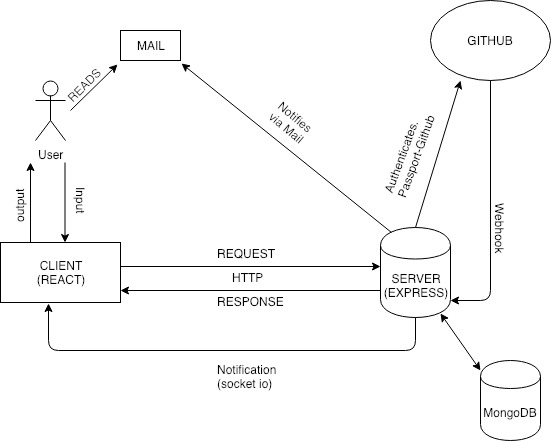 MAIL
GITHUB
READS
User
Notifies
via Mail
Authenticates.
Passport-Github
output
Input
Webhook
CLIENT
(REACT)
REQUEST
HTTP
RESPONSE
SERVER
(EXPRESS)
Notification
(socket io)
MongoDB